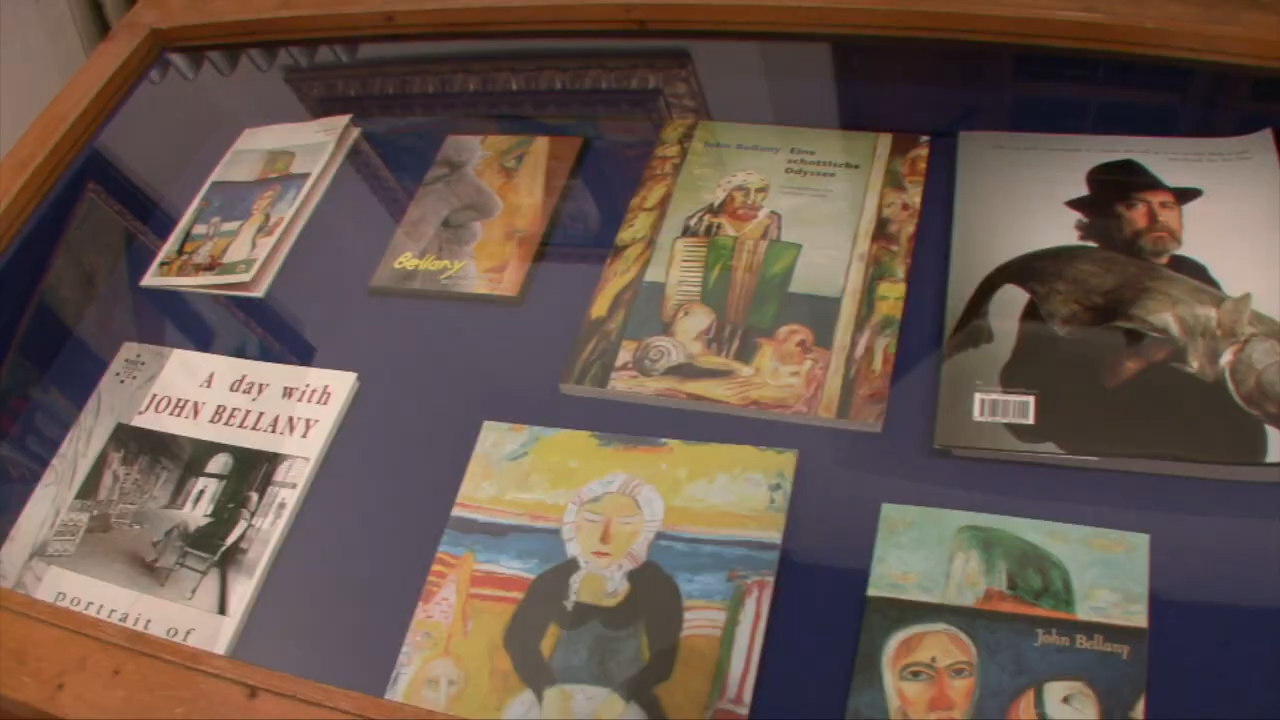 Bellany
John Bellany
Eine
schottische
Odyssee
A day with
JOHN BELLANY
portrait of
John Bellany